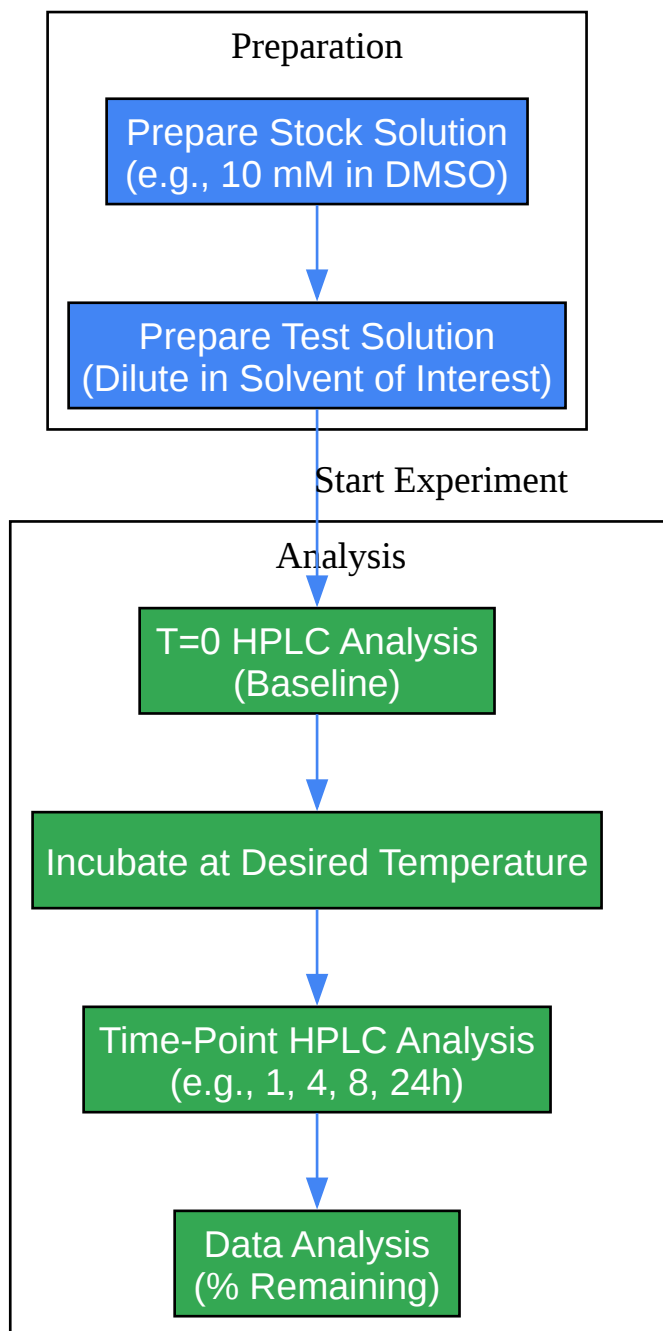 Preparation
Prepare Stock Solution
(e.g., 10 mM in DMSO)
Prepare Test Solution
(Dilute in Solvent of Interest)
Start Experiment
Analysis
T=0 HPLC Analysis
(Baseline)
Incubate at Desired Temperature
Time-Point HPLC Analysis
(e.g., 1, 4, 8, 24h)
Data Analysis
(% Remaining)